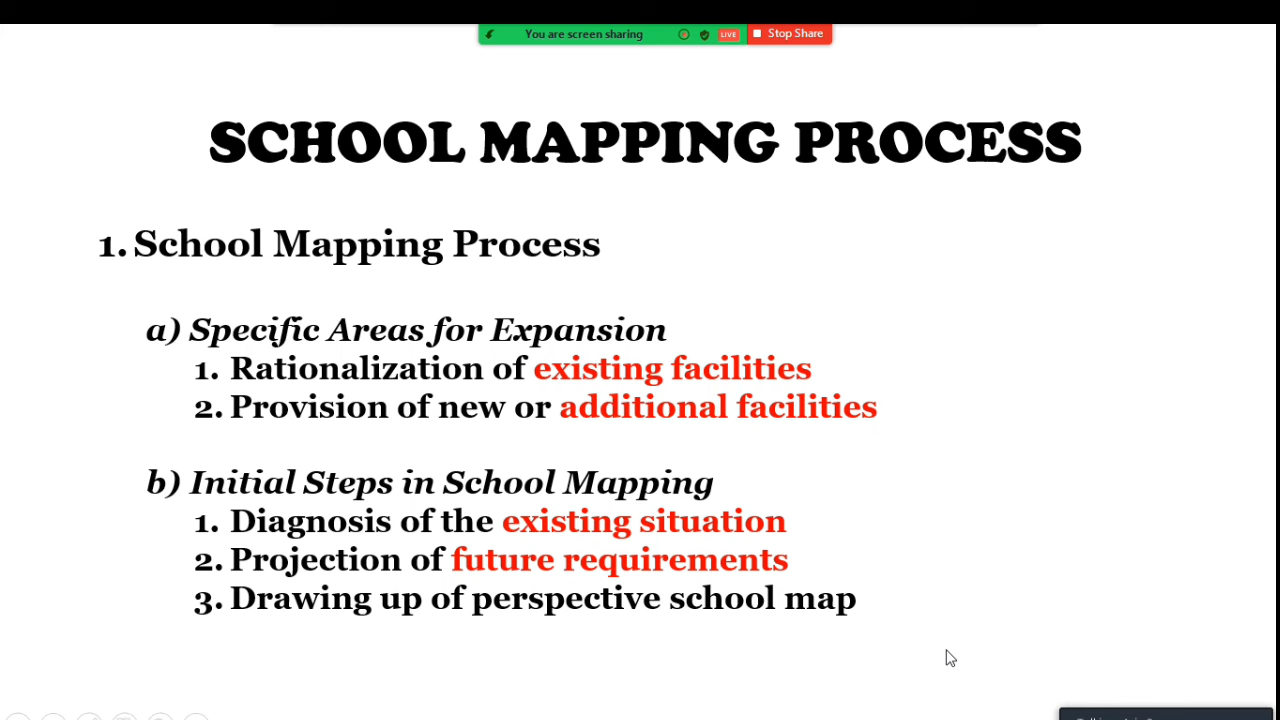 You are screen sharing LIVE Stop Share
SCHOOL MAPPING PROCESS
1. School Mapping Process
a) Specific Areas for Expansion
1. Rationalization of existing facilities
2. Provision of new or additional facilities
b) Initial Steps in School Mapping
1. Diagnosis of the existing situation
2. Projection of future requirements
3. Drawing up of perspective school map